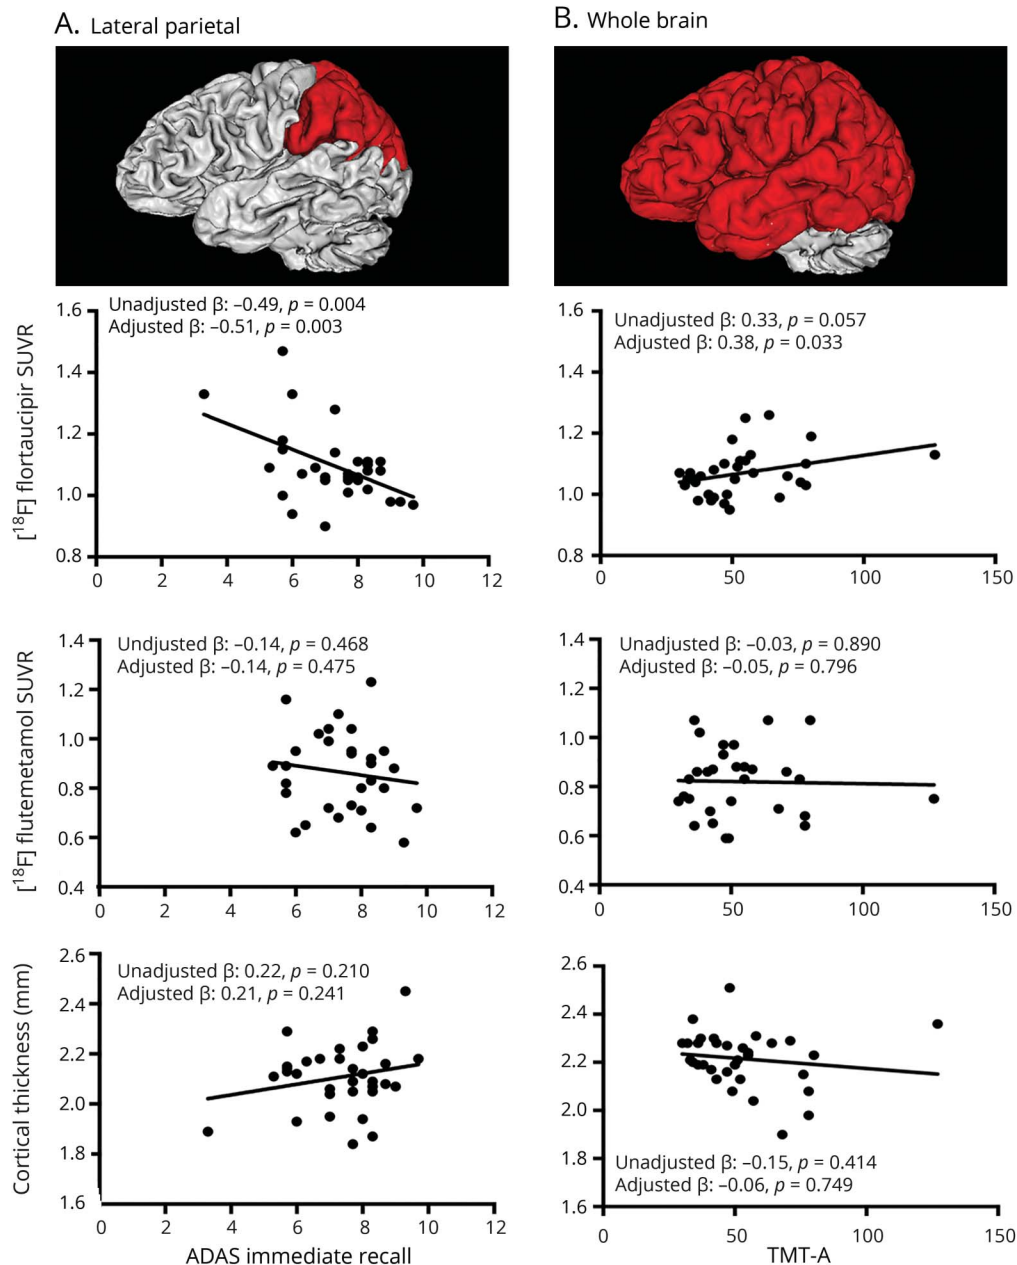 A. Lateral parietal
B. Whole brain
[¹⁸F] flortaucipir SUVR
Unadjusted β: –0.49, p = 0.004
Adjusted β: –0.51, p = 0.003
1.6
1.4
1.2
1.0
0.8
0 2 4 6 8 10 12
Unadjusted β: 0.33, p = 0.057
Adjusted β: 0.38, p = 0.033
1.6
1.4
1.2
1.0
0.8
0 50 100 150
[¹⁸F] flutemetamol SUVR
Undjusted β: –0.14, p = 0.468
Adjusted β: –0.14, p = 0.475
1.4
1.2
1.0
0.8
0.6
0.4
0 2 4 6 8 10 12
Unadjusted β: –0.03, p = 0.890
Adjusted β: –0.05, p = 0.796
1.4
1.2
1.0
0.8
0.6
0.4
0 50 100 150
Cortical thickness (mm)
Unadjusted β: 0.22, p = 0.210
Adjusted β: 0.21, p = 0.241
2.6
2.4
2.2
2.0
1.8
1.6
0 2 4 6 8 10 12
ADAS immediate recall
2.6
2.4
2.2
2.0
1.8
1.6
Unadjusted β: –0.15, p = 0.414
Adjusted β: –0.06, p = 0.749
0 50 100 150
TMT-A